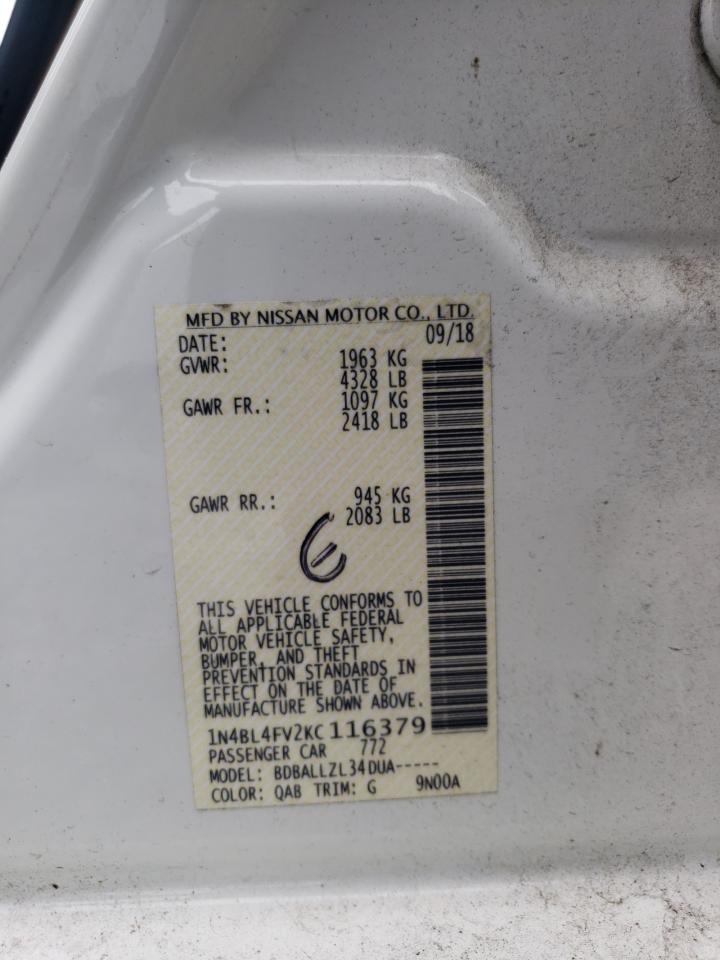 MFD BY NISSAN MOTOR CO., LTD.
DATE: 09/18
GVWR: 1963 KG
4328 LB
GAWR FR.: 1097 KG
2418 LB
GAWR RR.: 945 KG
2083 LB
THIS VEHICLE CONFORMS TO
ALL APPLICABLE FEDERAL
MOTOR VEHICLE SAFETY,
BUMPER, AND THEFT
PREVENTION STANDARDS IN
EFFECT ON THE DATE OF
MANUFACTURE SHOWN ABOVE.
1N4BL4FV2KC116379
PASSENGER CAR 772
MODEL: BDBALLZL34DUA-----
COLOR: QAB TRIM: G 9N00A